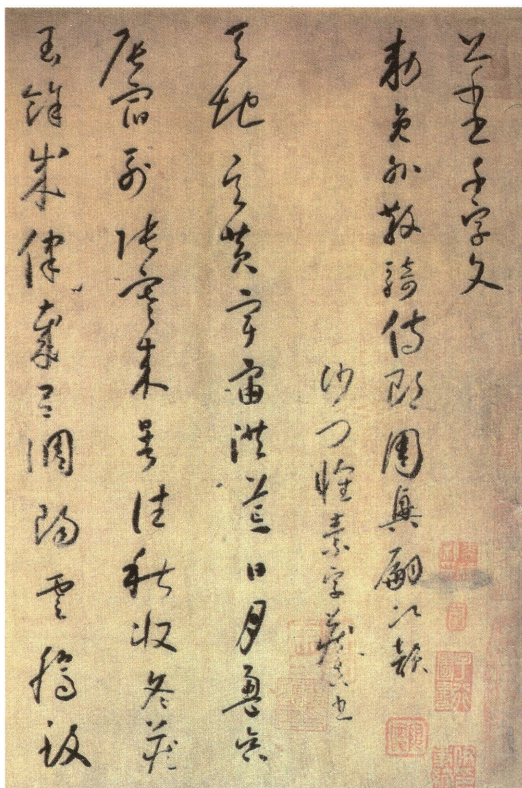 草書千字文
勅員外散騎侍郎周興嗣次韻
沙門懷素字藏真書
天地玄黃宇宙洪荒日月盈昃
辰宿列張寒來暑往秋收冬藏
閏餘成律歲呂調陽雲騰致